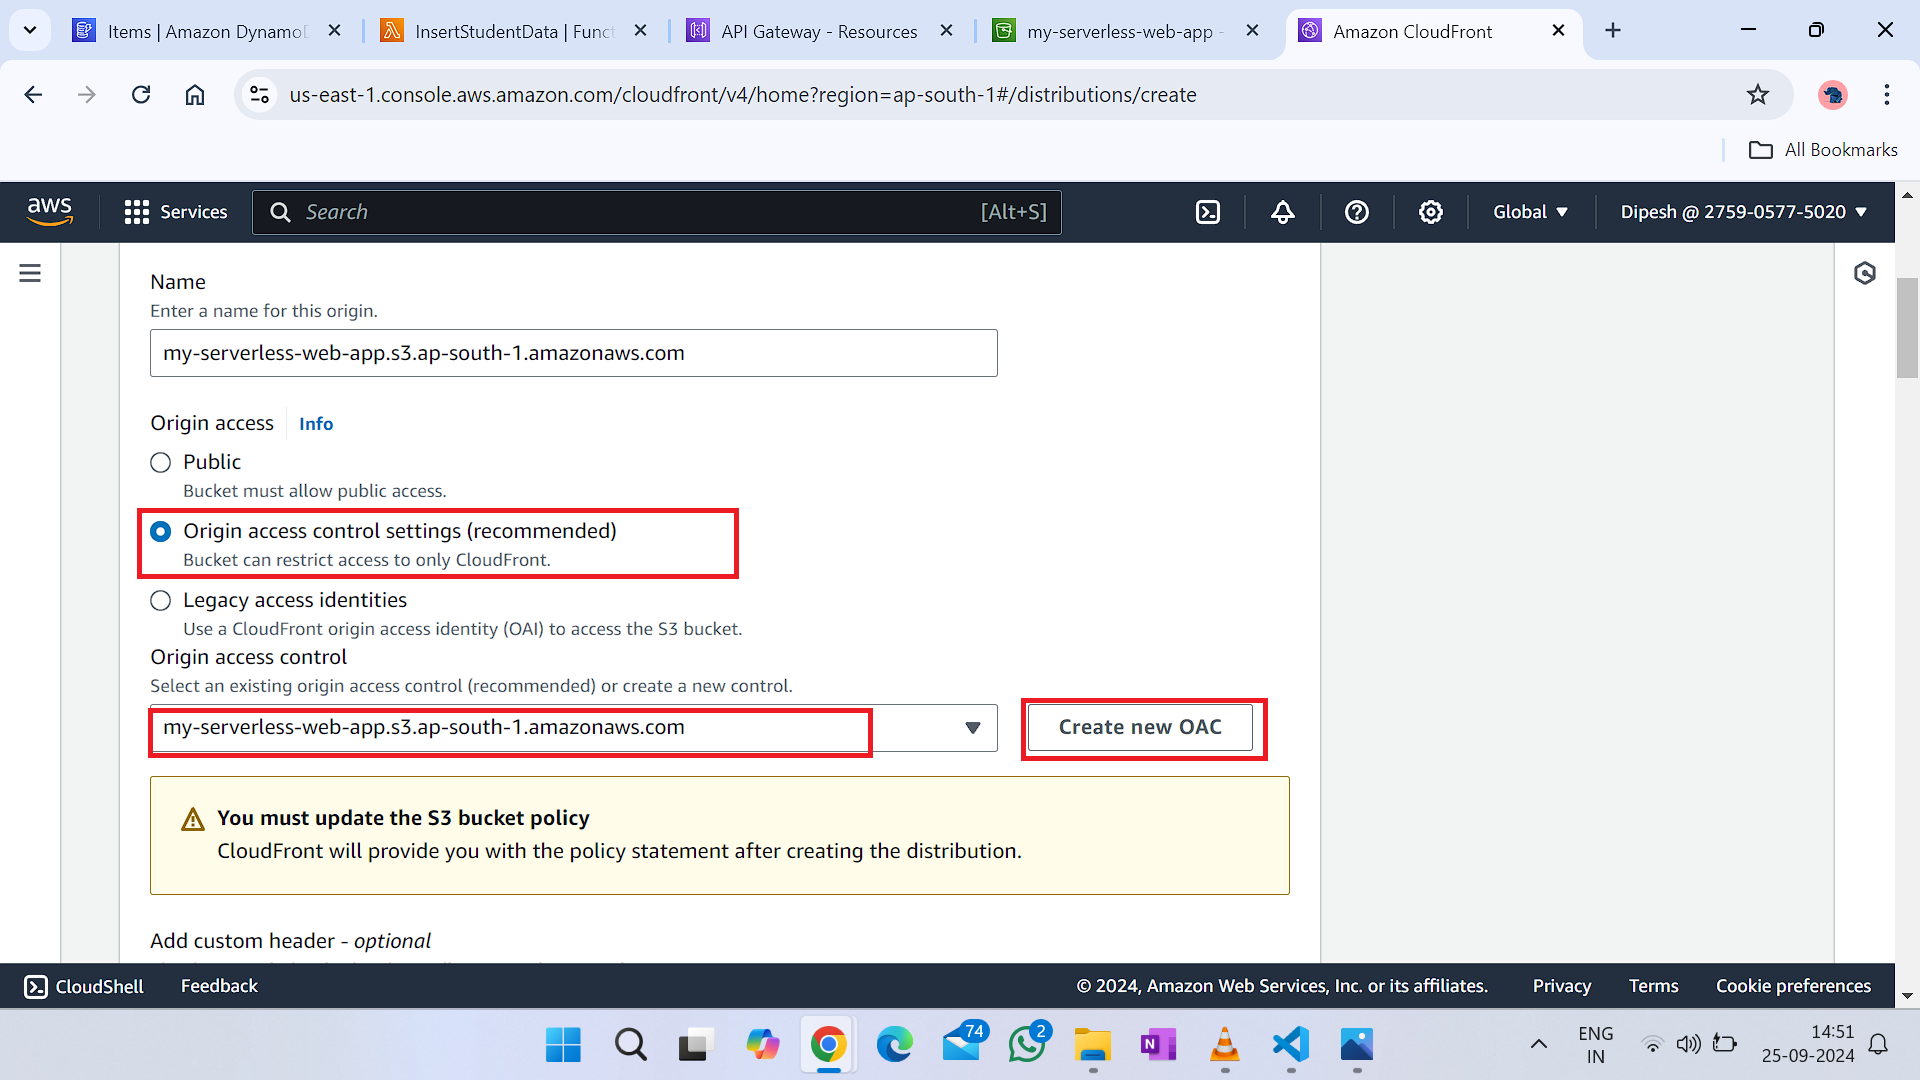 Items | Amazon Dynamo
InsertStudentData | Func
API Gateway - Resources
my-serverless-web-app -
Amazon CloudFront
us-east-1.console.aws.amazon.com/cloudfront/v4/home?region=ap-south-1#/distributions/create
All Bookmarks
aws
Services
Search
[Alt+S]
Global
Dipesh @ 2759-0577-5020
Name
Enter a name for this origin.
my-serverless-web-app.s3.ap-south-1.amazonaws.com
Origin access
Info
Public
Bucket must allow public access.
Origin access control settings (recommended)
Bucket can restrict access to only CloudFront.
Legacy access identities
Use a CloudFront origin access identity (OAI) to access the S3 bucket.
Origin access control
Select an existing origin access control (recommended) or create a new control.
my-serverless-web-app.s3.ap-south-1.amazonaws.com
Create new OAC
You must update the S3 bucket policy
CloudFront will provide you with the policy statement after creating the distribution.
Add custom header - optional
CloudShell
Feedback
© 2024, Amazon Web Services, Inc. or its affiliates.
Privacy
Terms
Cookie preferences
74
2
N
ENG
IN
14:51
25-09-2024